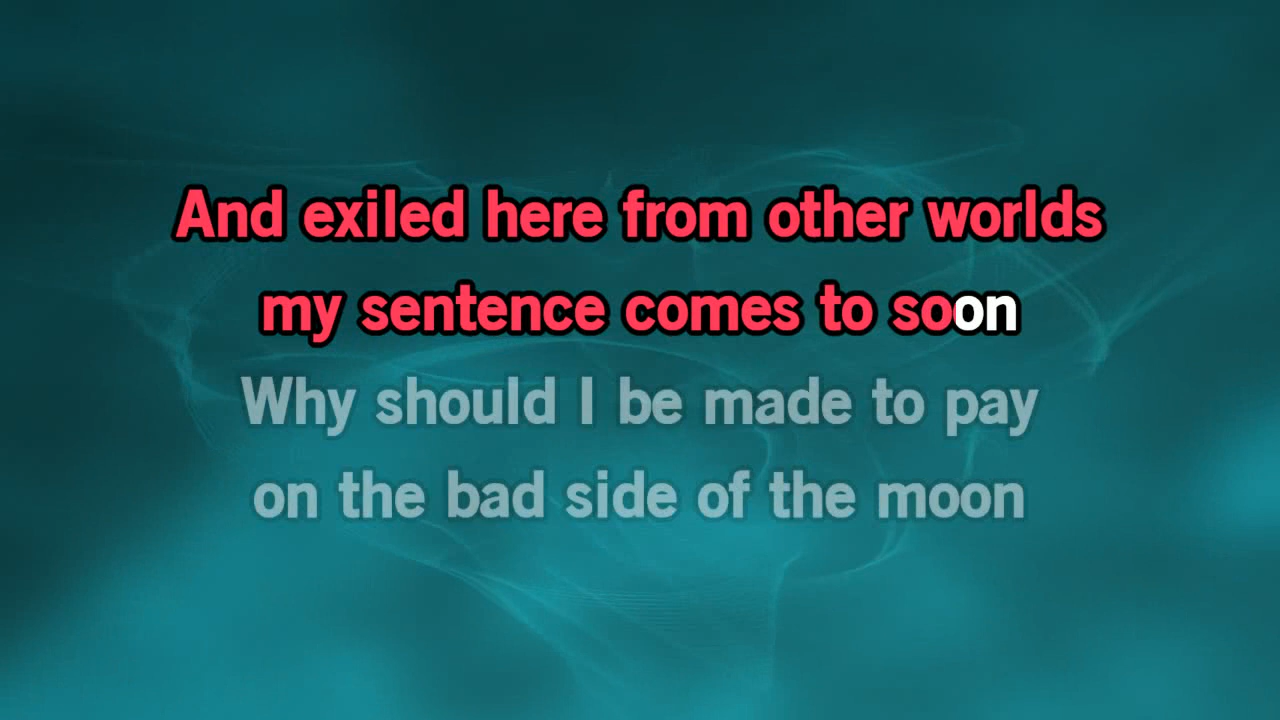 And exiled here from other worlds
my sentence comes to soon
Why should I be made to pay
on the bad side of the moon